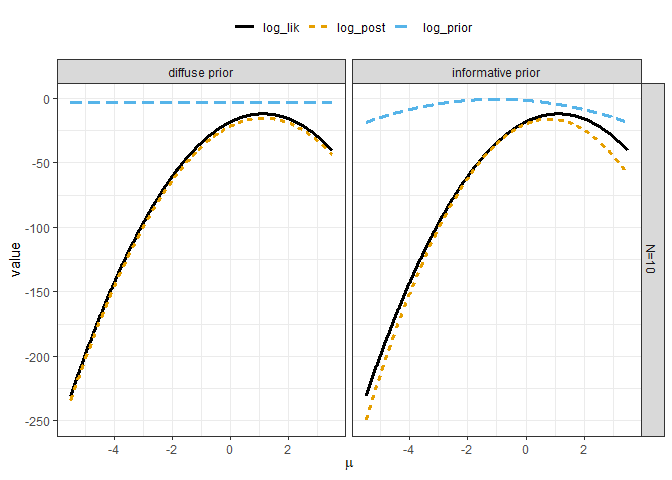 log_lik log_post log_prior
diffuse prior informative prior
0
-50
-100
-150
-200
-250
value
N=10
-4 -2 0 2 -4 -2 0 2
μ